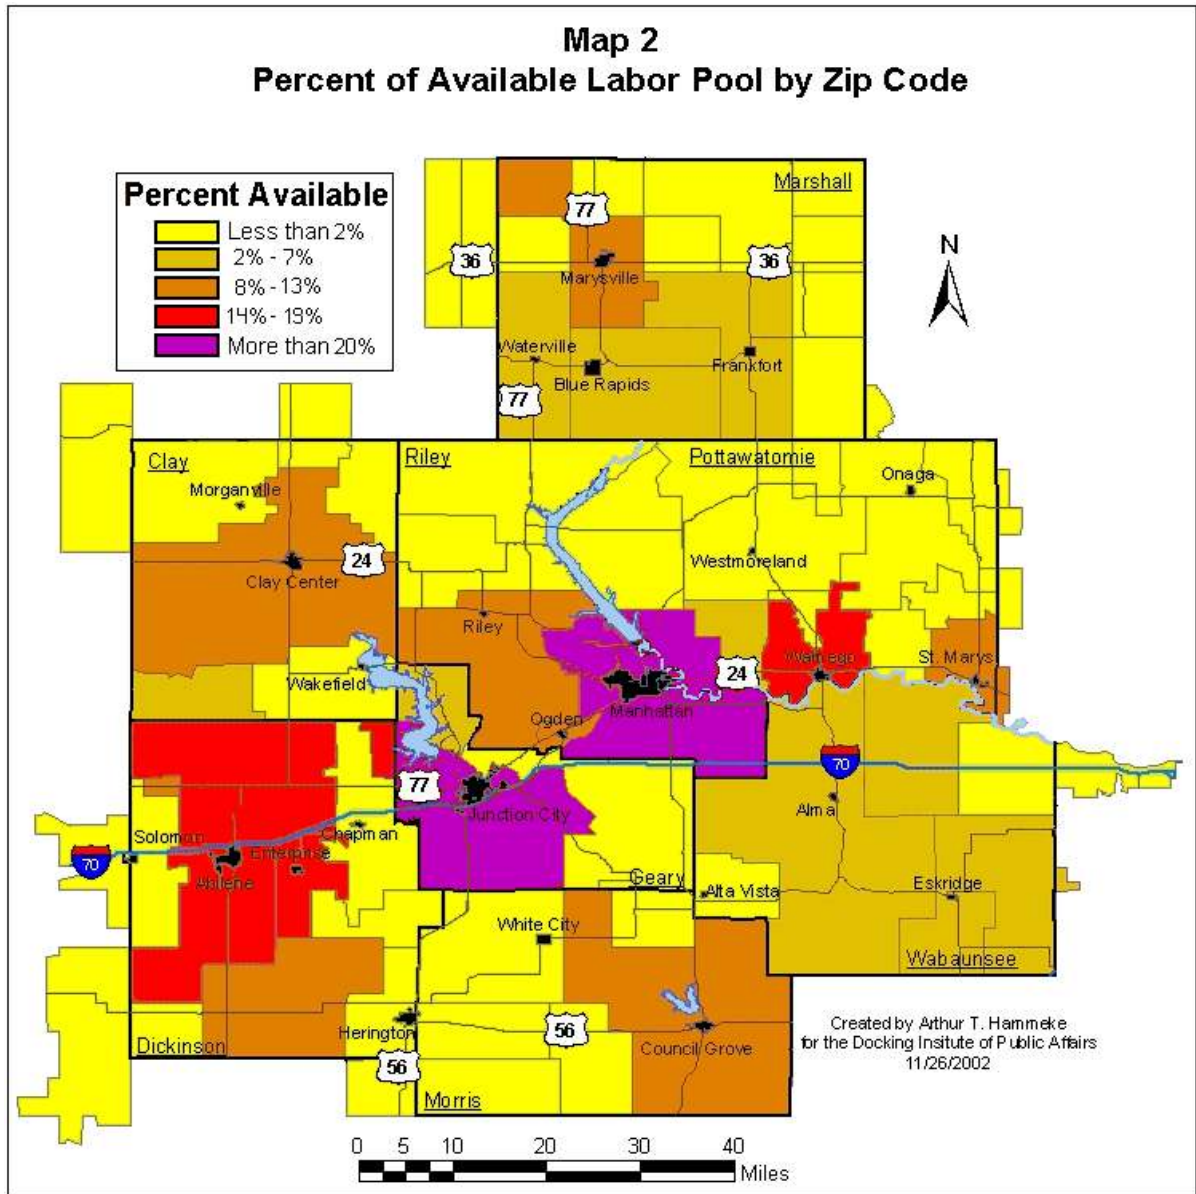 Map 2
Percent of Available Labor Pool by Zip Code
Percent Available
Less than 2%
2% - 7%
8% - 13%
14% - 19%
More than 20%
Marshall
77
36
36
N
Marysville
Waterville
Frankfort
Blue Rapids
77
Clay
Riley
Pottawatomie
Onaga
Morganville
24
Westmoreland
Clay Center
Riley
Wamego
St. Marys
24
Wakefield
Manhattan
Ogden
70
77
Alma
Junction City
Solomon
Chapman
Enterprise
70
Abilene
Geary
Alta Vista
Eskridge
White City
Wabaunsee
Herington
56
Council Grove
Dickinson
56
Morris
Created by Arthur T. Hammeke
for the Docking Insitute of Public Affairs
11/26/2002
0 5 10 20 30 40
Miles